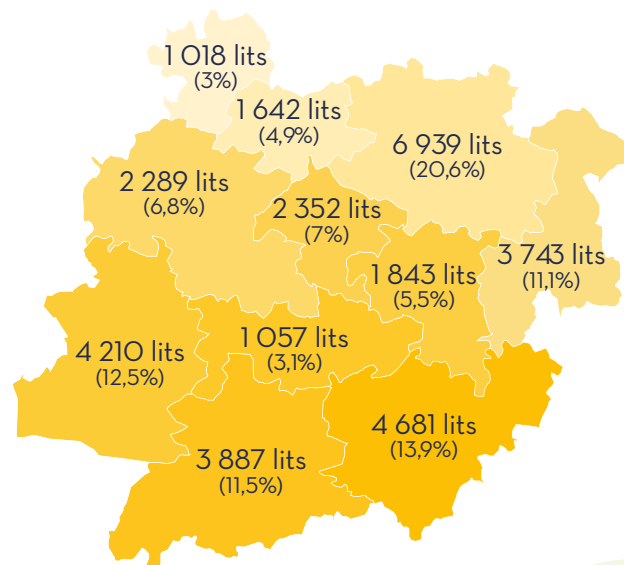 1 018 lits
(3%)
1 642 lits
(4,9%)
6 939 lits
(20,6%)
2 289 lits
(6,8%)
2 352 lits
(7%)
3 743 lits
(11,1%)
1 843 lits
(5,5%)
1 057 lits
(3,1%)
4 210 lits
(12,5%)
4 681 lits
(13,9%)
3 887 lits
(11,5%)